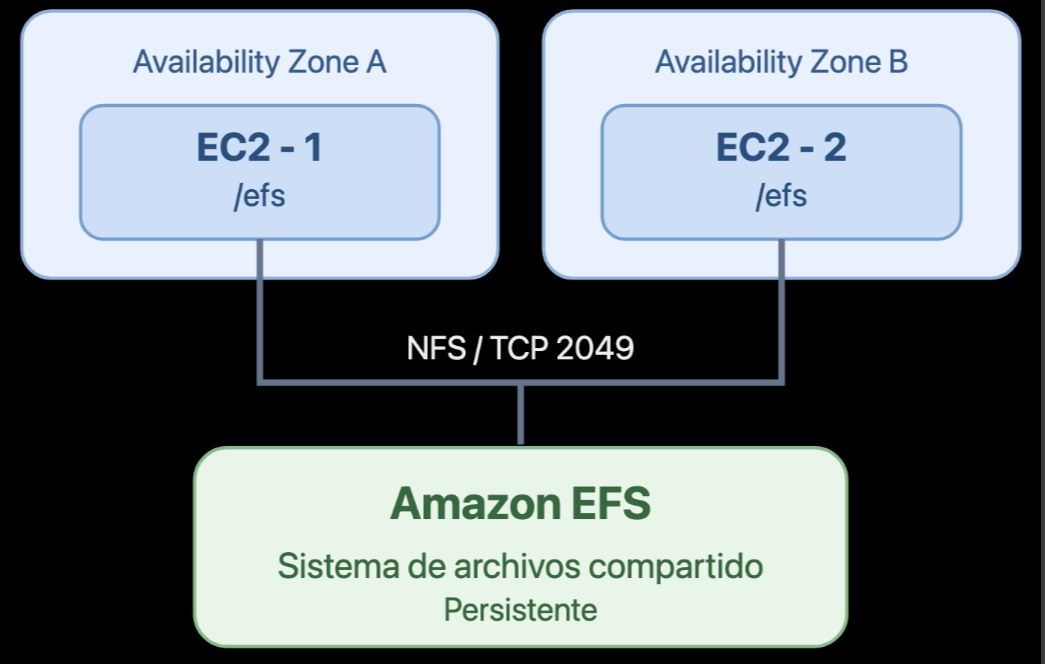 Availability Zone A
EC2 - 1
/efs
Availability Zone B
EC2 - 2
/efs
NFS / TCP 2049
Amazon EFS
Sistema de archivos compartido
Persistente